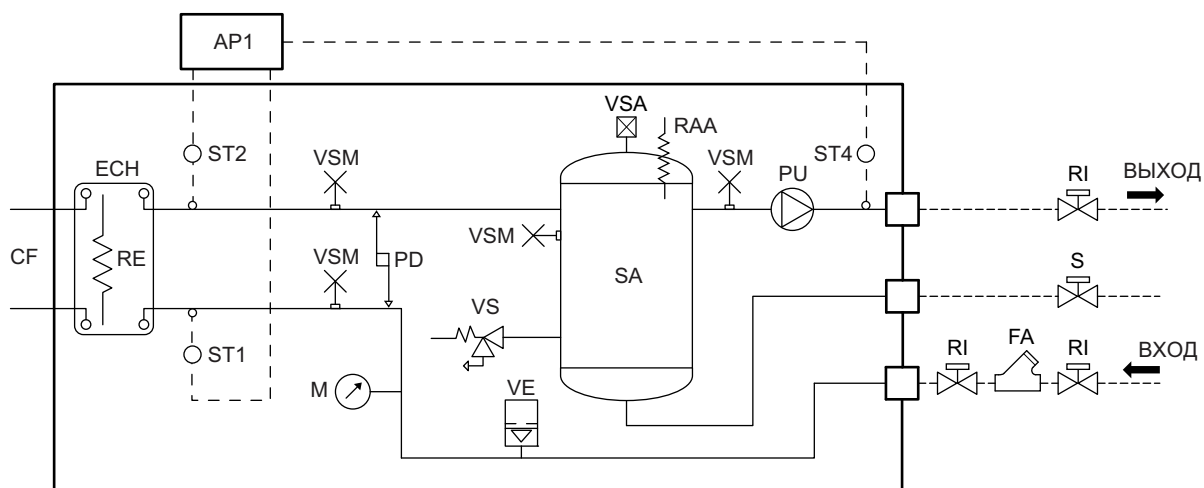 AP1
VSA
RAA
ECH
ST2
VSM
VSM
PU
ST4
RI
ВЫХОД
CF
RE
VSM
PD
VSM
SA
S
VS
ST1
M
VE
RI
FA
RI
ВХОД